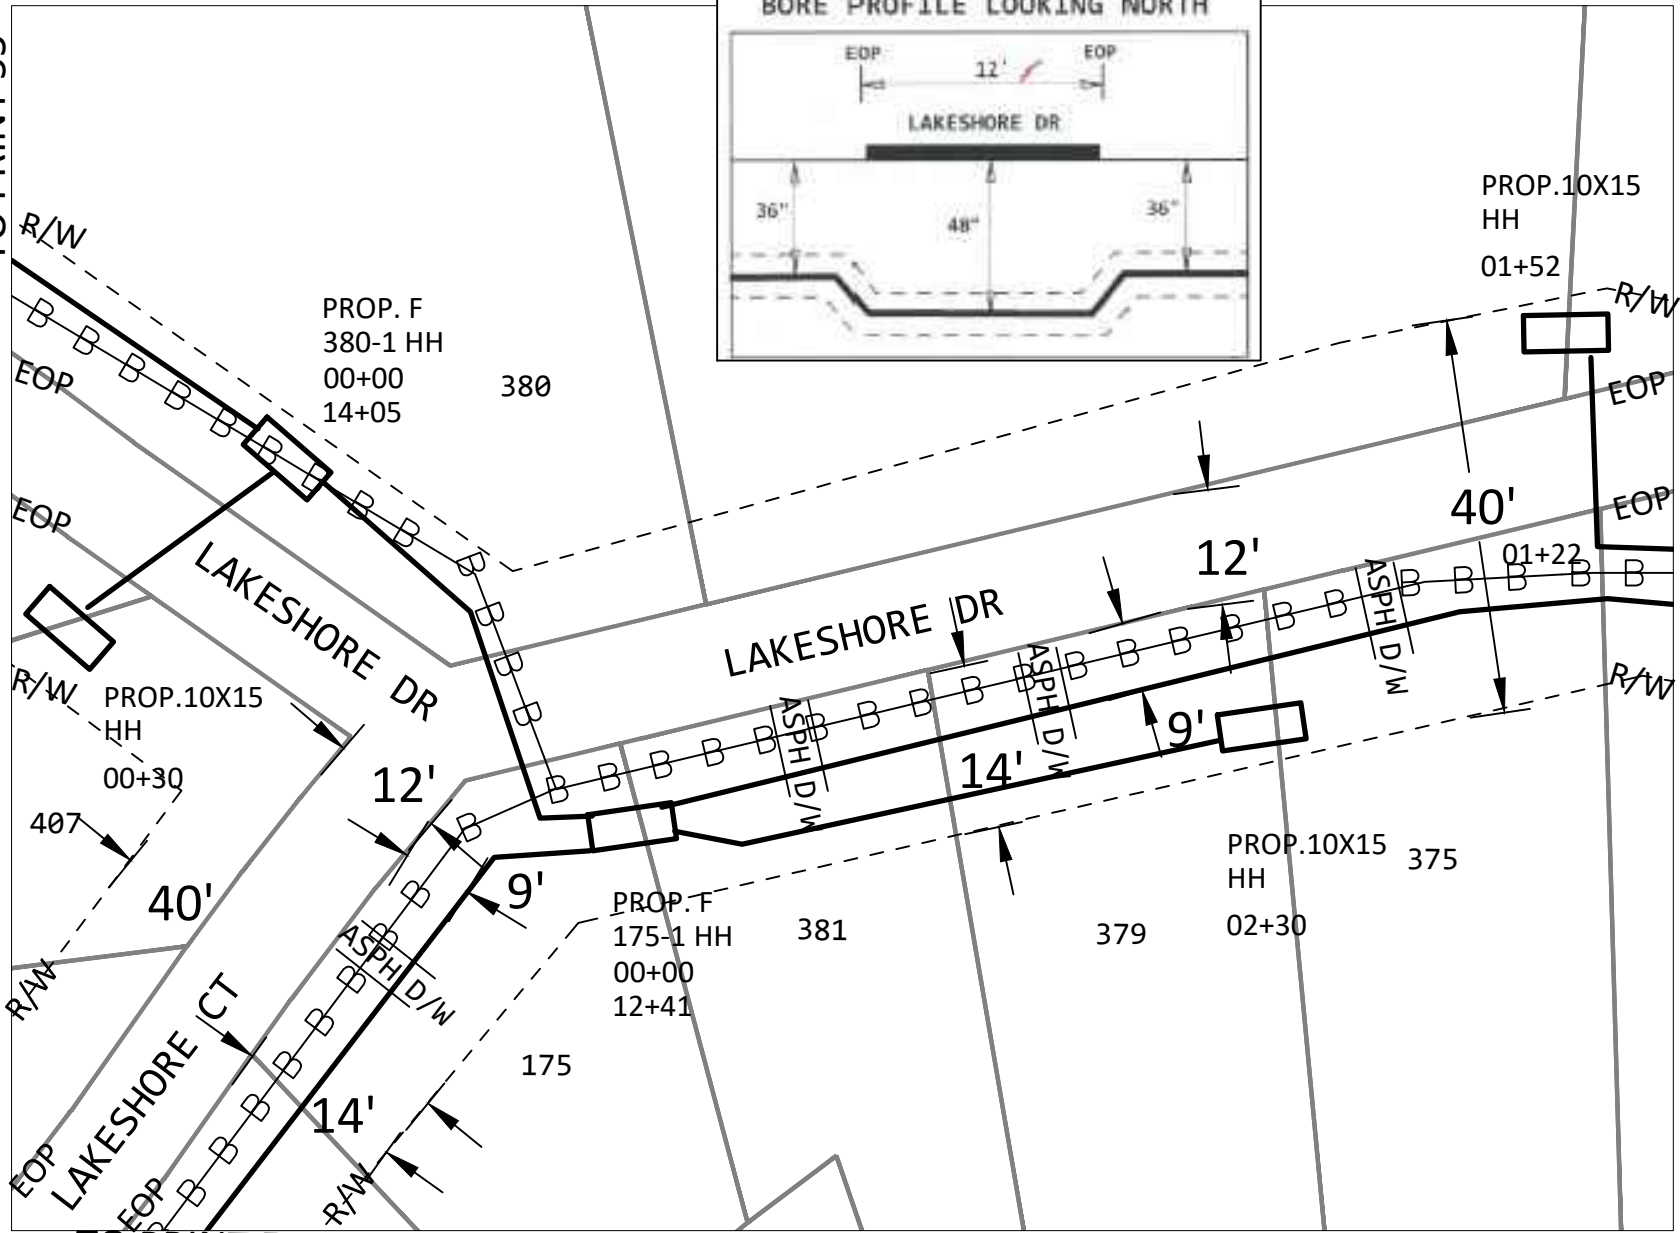 BORE PROFILE LOOKING NORTH
EOP
EOP
12'
LAKESHORE DR
36"
48"
36"
PROP.10X15
HH
01+52
R/W
R/W
PROP. F
380-1 HH
00+00
14+05
380
EOP
EOP
EOP
EOP
40'
12'
01+22
B B B B B B B B B B B B B B
LAKESHORE DR
LAKESHORE DR
ASPH D/W
ASPH D/W
ASPH D/W
B B B B B B B B B B B B B B B B B B B B B
R/W
R/W
PROP.10X15
HH
00+30
407
12'
9'
14'
40'
9'
PROP.10X15
HH
02+30
375
PROP. F
175-1 HH
00+00
12+41
381
379
R/W
ASPH D/W
B B B B B B B B B B
LAKESHORE CT
175
14'
EOP
EOP
R/W